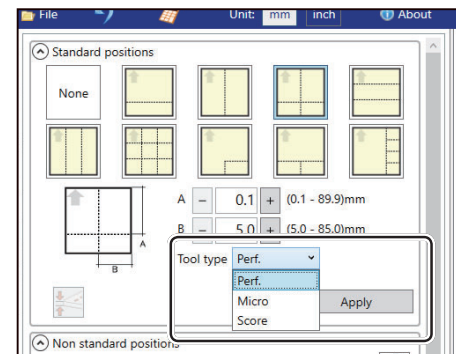 File Unit: mm inch About
Standard positions
None
A − 0.1 + (0.1 - 89.9)mm
B − 5.0 + (5.0 - 85.0)mm
A
B
Tool type Perf.
Perf.
Micro Apply
Score
Non standard positions